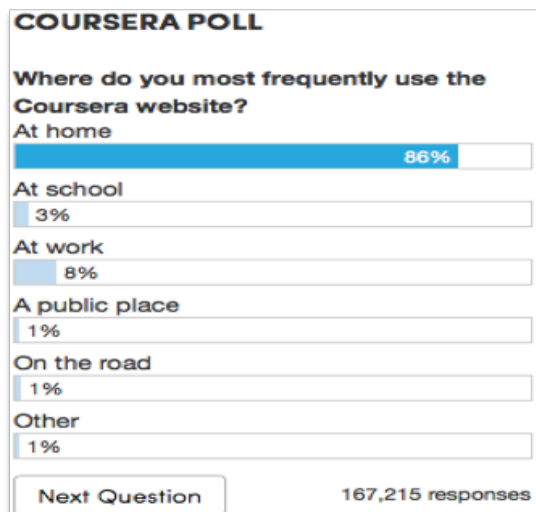 COURSERA POLL
Where do you most frequently use the
Coursera website?
At home
86%
At school
3%
At work
8%
A public place
1%
On the road
1%
Other
1%
Next Question
167,215 responses